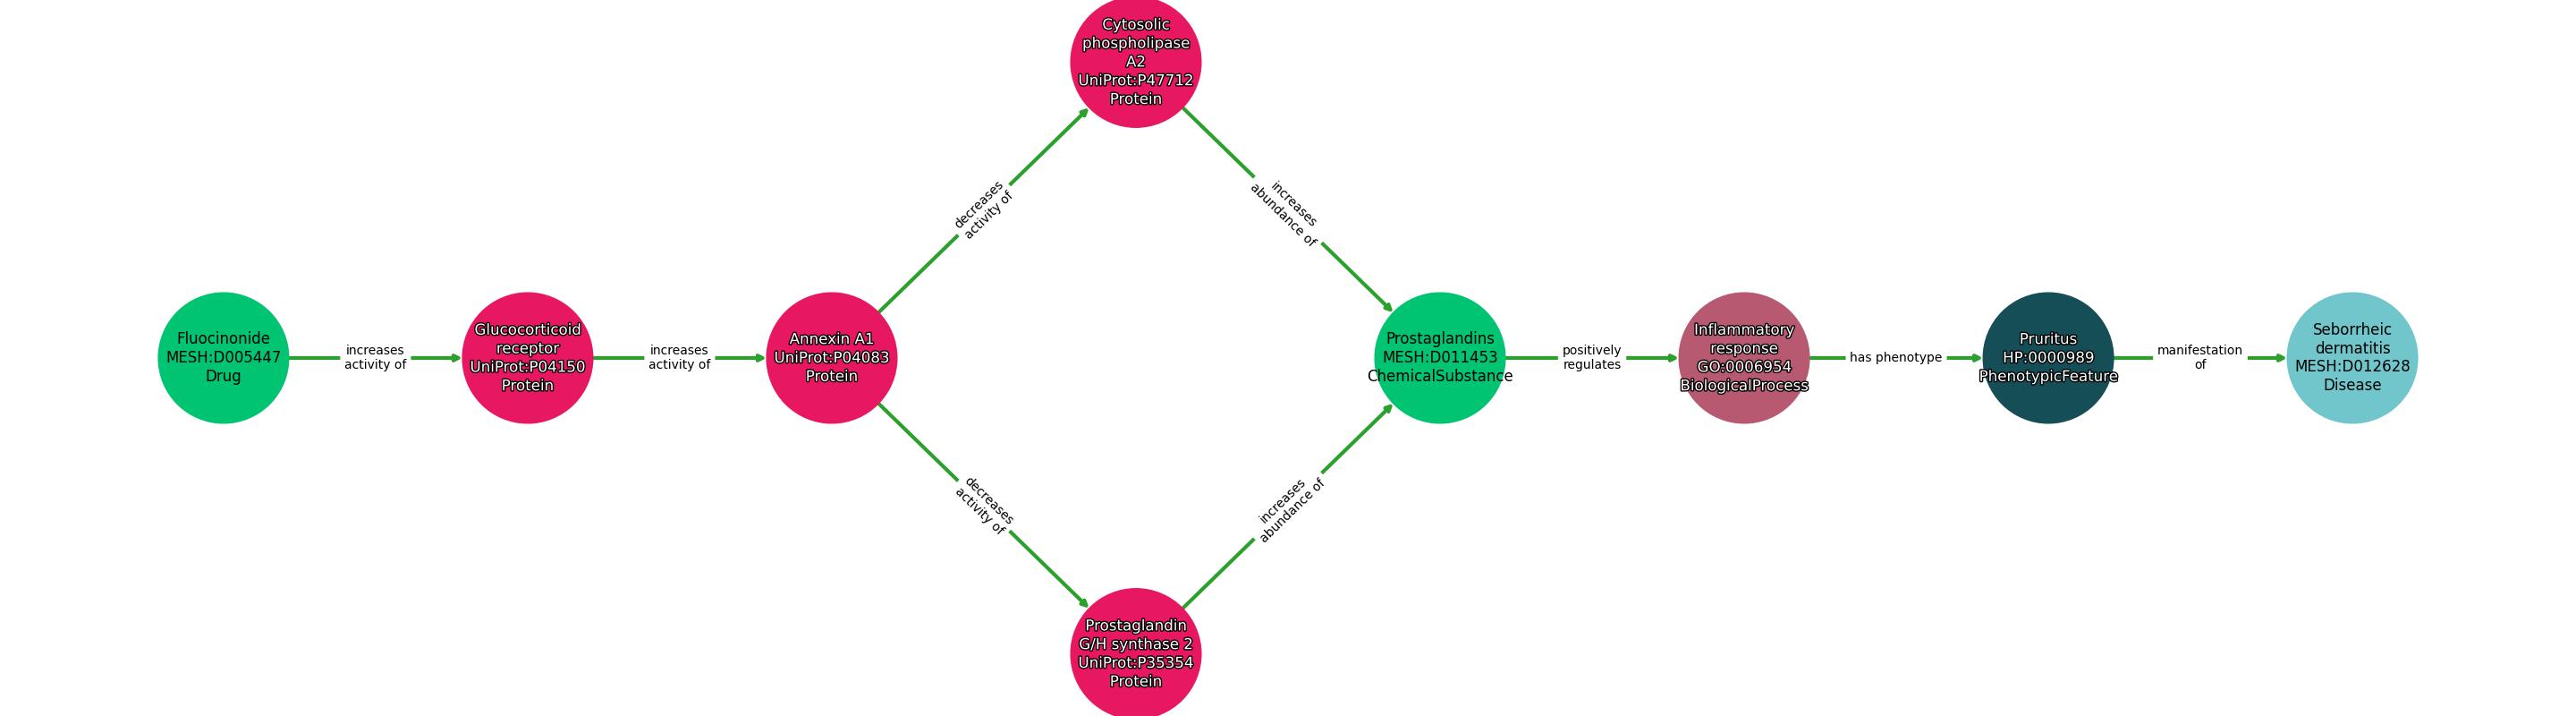 Cytosolic
phospholipase
A2
UniProt:P47712
Protein
decreases
activity of
increases
abundance of
Fluocinonide
MESH:D005447
Drug
increases
activity of
Glucocorticoid
receptor
UniProt:P04150
Protein
increases
activity of
Annexin A1
UniProt:P04083
Protein
Prostaglandins
MESH:D011453
ChemicalSubstance
positively
regulates
Inflammatory
response
GO:0006954
BiologicalProcess
has phenotype
Pruritus
HP:0000989
PhenotypicFeature
manifestation
of
Seborrheic
dermatitis
MESH:D012628
Disease
decreases
activity of
increases
abundance of
Prostaglandin
G/H synthase 2
UniProt:P35354
Protein